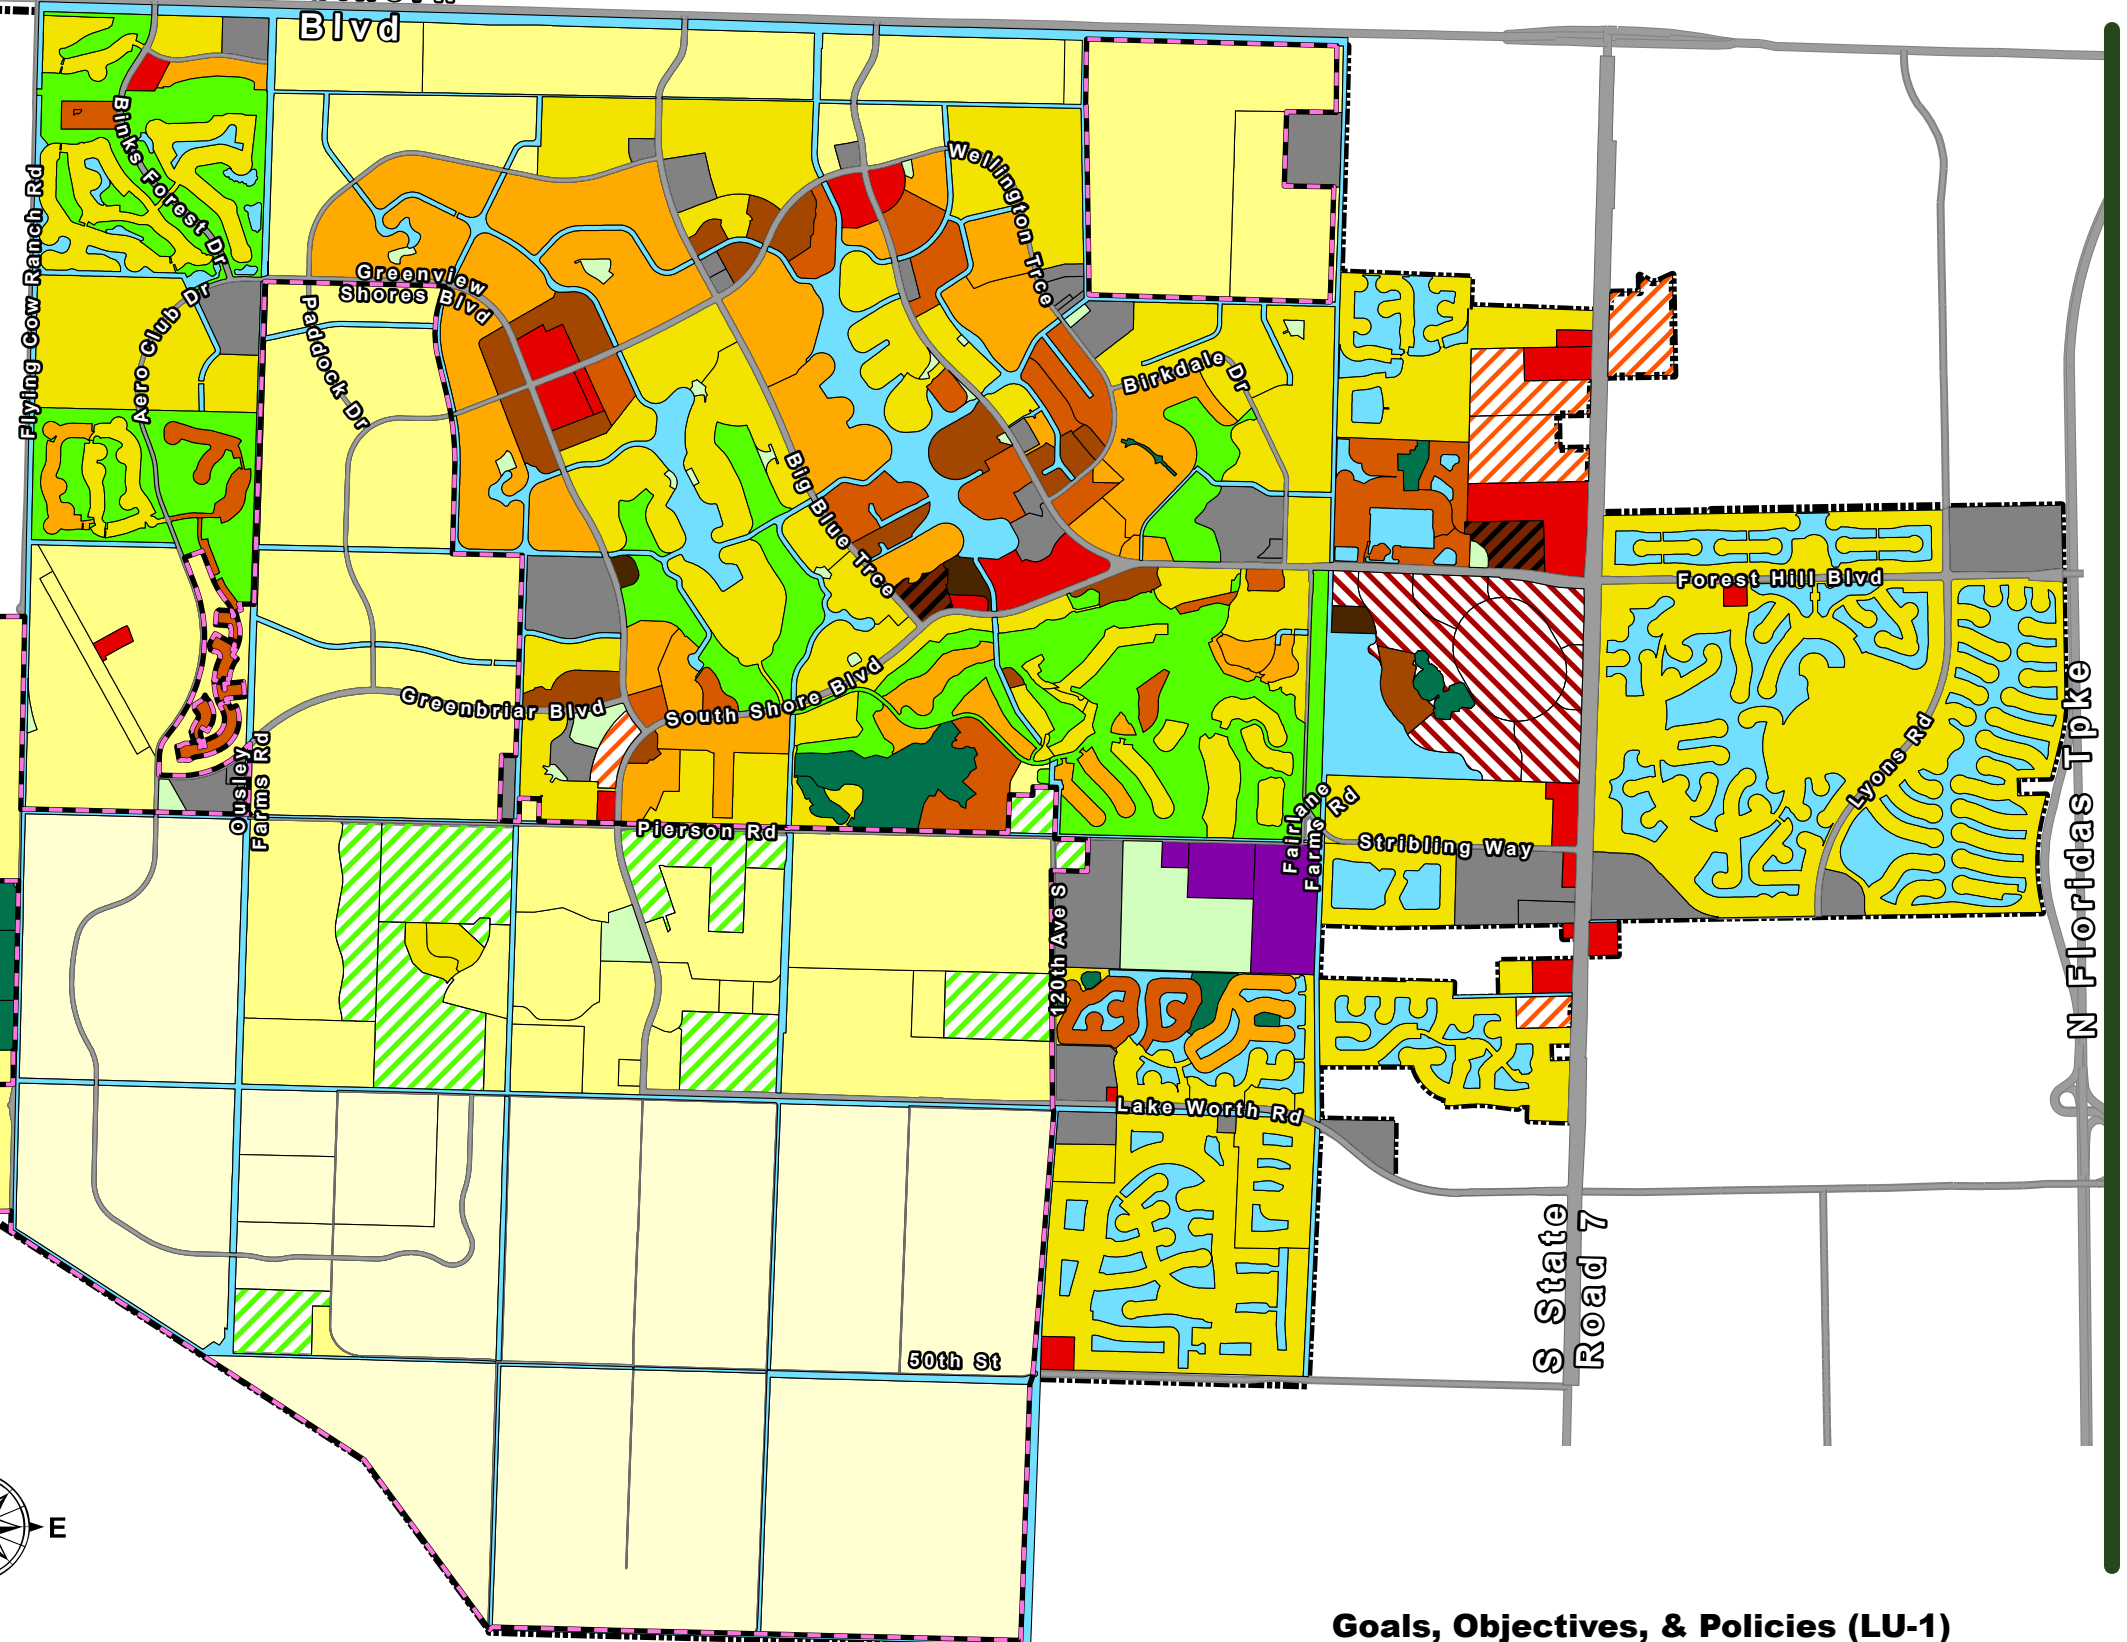 Blvd
Binks Forest Dr
Flying Cow Ranch Rd
Wellington Trce
Greenview
Shores Blvd
Aero Club Dr
Paddock Dr
Birkdale Dr
Big Blue Trce
Forest Hill Blvd
Greenbriar Blvd
South Shore Blvd
N Floridas Tpke
Lyons Rd
Ousley
Farms Rd
Pierson Rd
Fairlane
Farms Rd
Stribling Way
120th Ave S
Lake Worth Rd
S State
Road 7
50th St
E
Goals, Objectives, & Policies (LU-1)